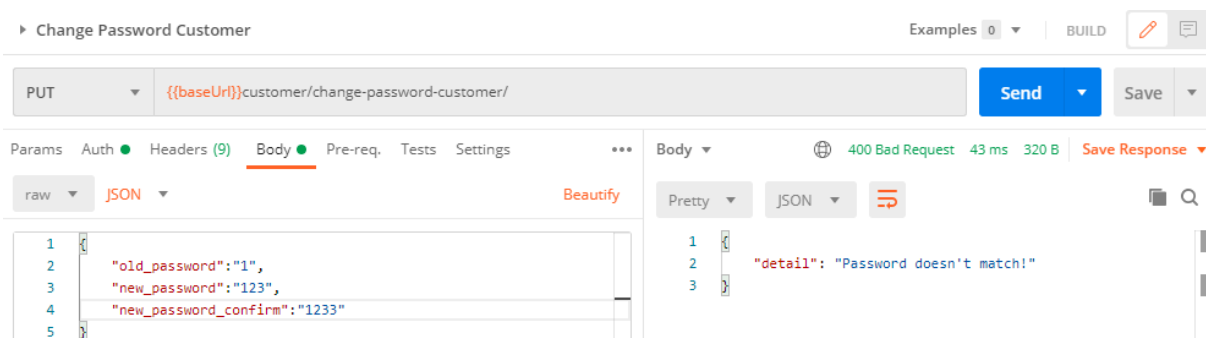 Change Password Customer Examples 0 BUILD
PUT {{baseUrl}}customer/change-password-customer/ Send Save
Params Auth Headers (9) Body Pre-req. Tests Settings ••• Body 400 Bad Request 43 ms 320 B Save Response
raw JSON Beautify Pretty JSON
1 {
2 "old_password":"1",
3 "new_password":"123",
4 "new_password_confirm":"1233"
5 }
1 {
2 "detail": "Password doesn't match!"
3 }